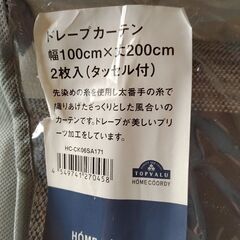 ドレープカーテン
幅100cm×丈200cm
2枚入(タッセル付)
先染めの糸を使用し太番手の糸で
織りあげたざっくりとした風合いの
カーテンです。ドレープが美しいプリ
ーツ加工をしています。
HC-CK06SA171
4 549741 270458
TOPVALU
HOME COORDY
HÓME